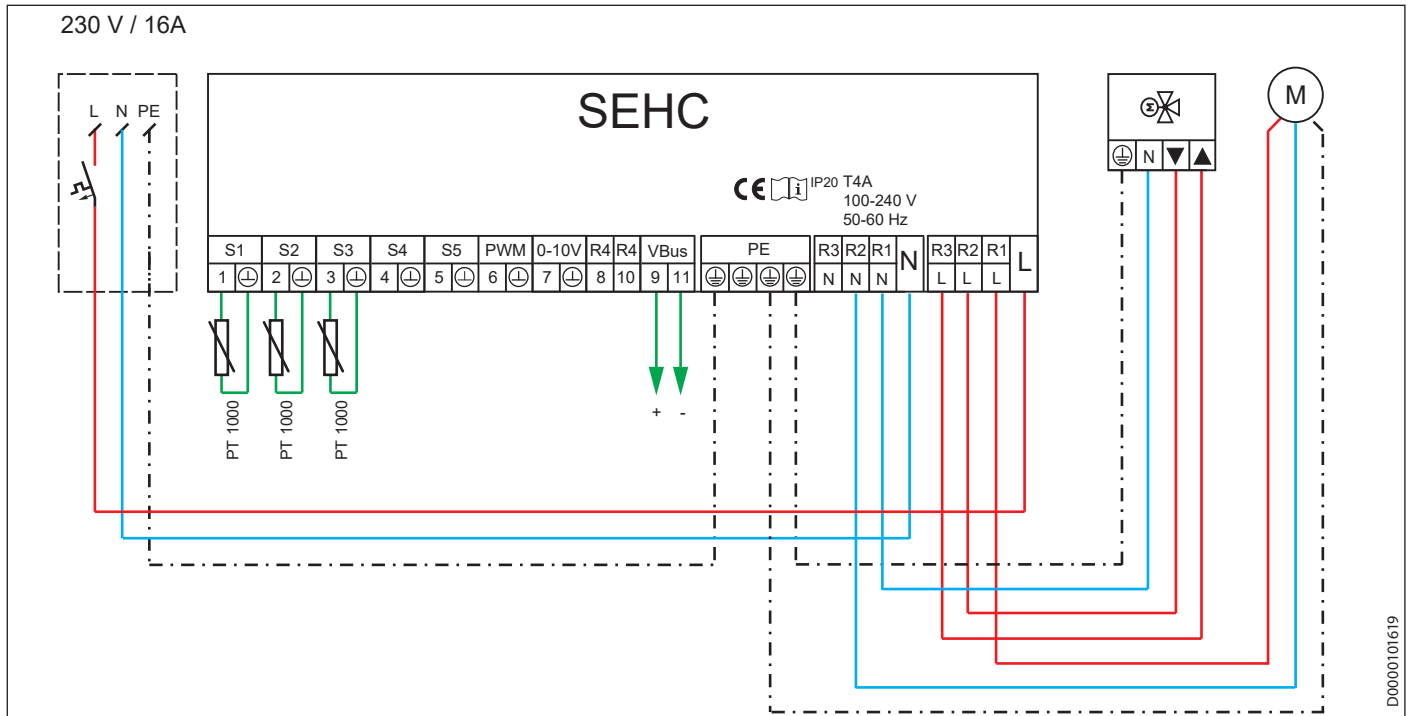 230 V / 16A
L N PE
SEHC
M
M
N ▼ ▲
CE i IP20 T4A
100-240 V
50-60 Hz
S1 S2 S3 S4 S5 PWM 0-10V R4 R4 VBus PE R3 R2 R1 N R3 R2 R1 L
1 2 3 4 5 6 7 8 10 9 11 N N N L L L
+ -
PT 1000 PT 1000 PT 1000
D0000101619